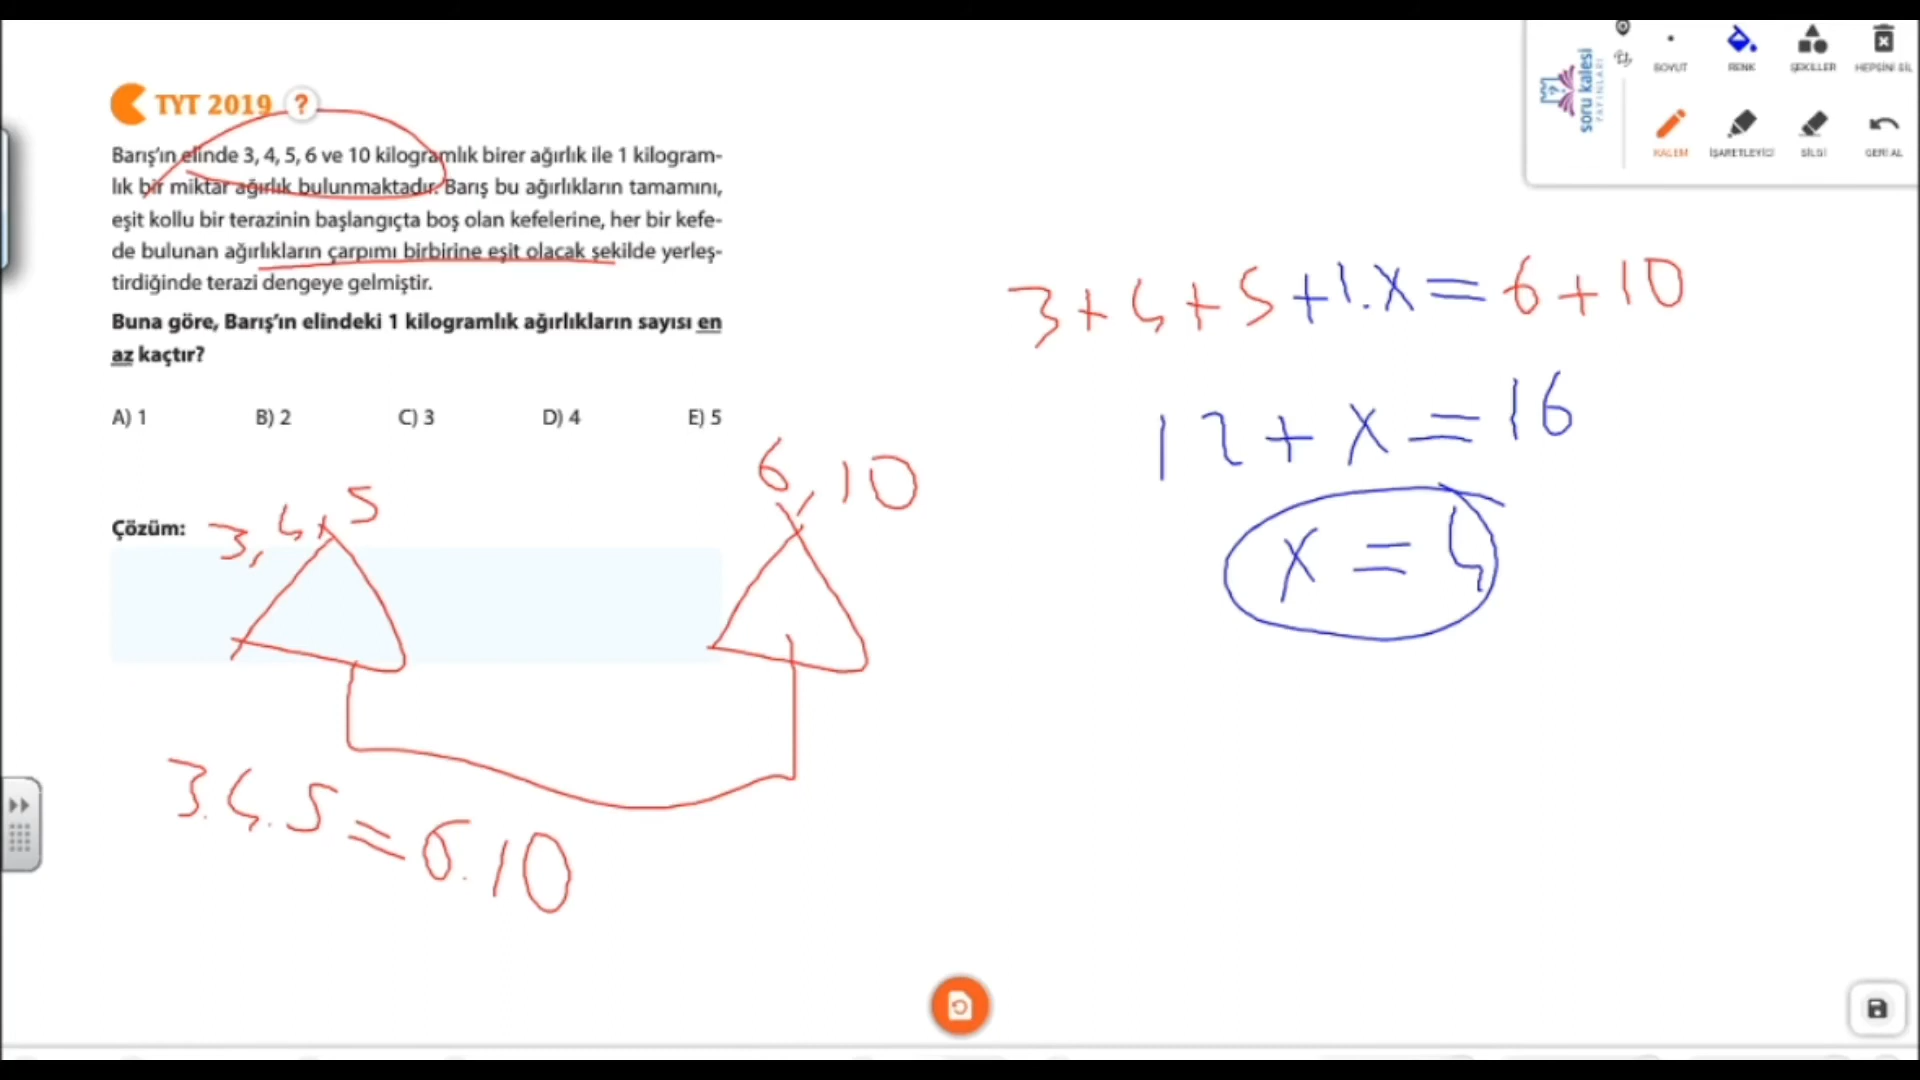 TYT 2019 ?
Barış'ın elinde 3, 4, 5, 6 ve 10 kilogramlık birer ağırlık ile 1 kilogram-
lık bir miktar ağırlık bulunmaktadır. Barış bu ağırlıkların tamamını,
eşit kollu bir terazinin başlangıçta boş olan kefelerine, her bir kefe-
de bulunan ağırlıkların çarpımı birbirine eşit olacak şekilde yerleş-
tirdiğinde terazi dengeye gelmiştir.
Buna göre, Barış'ın elindeki 1 kilogramlık ağırlıkların sayısı en
az kaçtır?
A) 1 B) 2 C) 3 D) 4 E) 5
Çözüm:
3, 4, 5
6, 10
3.4.5 = 6.10
3+4+5+1.x=6+10
12+x=16
x=4
soru kalesi
YAYINLARI
BOYUT RENK ŞEKİLLER HEPSİNİ SİL
KALEM İŞARETLEYİCİ SİLGİ GERİ AL